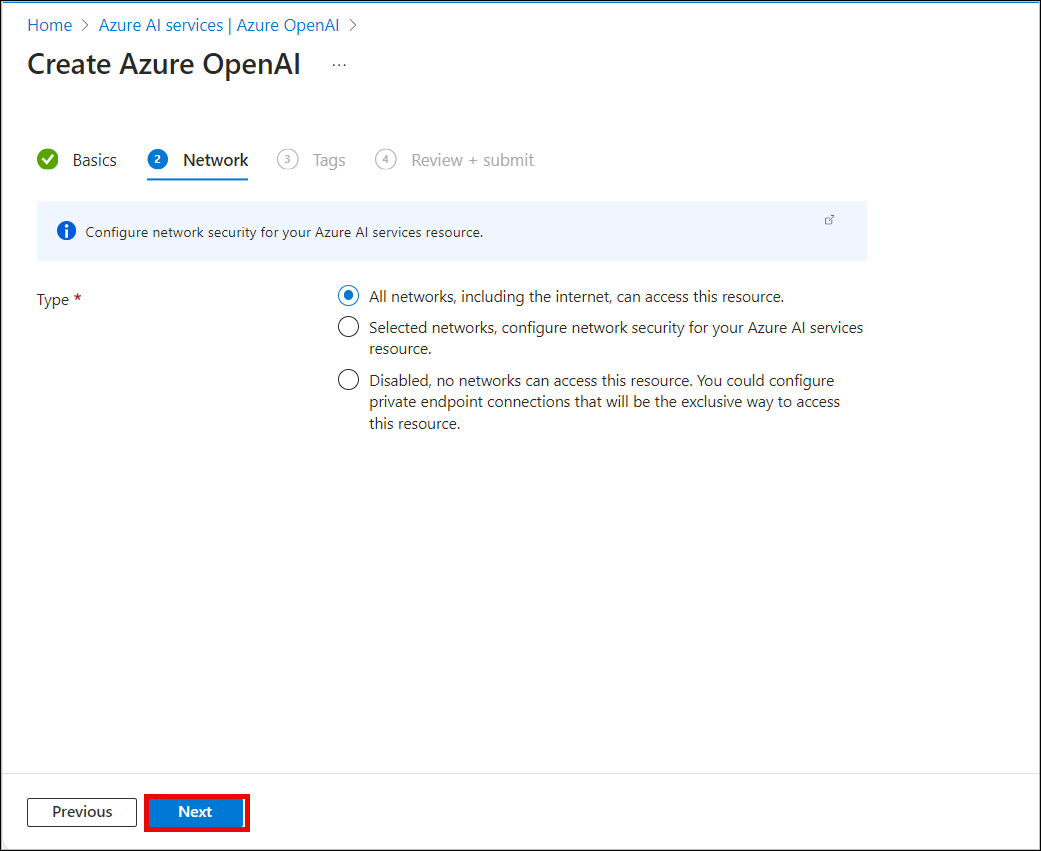 Home > Azure AI services | Azure OpenAI >
Create Azure OpenAI ...
Basics 2 Network 3 Tags 4 Review + submit
Configure network security for your Azure AI services resource.
Type *
All networks, including the internet, can access this resource.
Selected networks, configure network security for your Azure AI services
resource.
Disabled, no networks can access this resource. You could configure
private endpoint connections that will be the exclusive way to access
this resource.
Previous Next